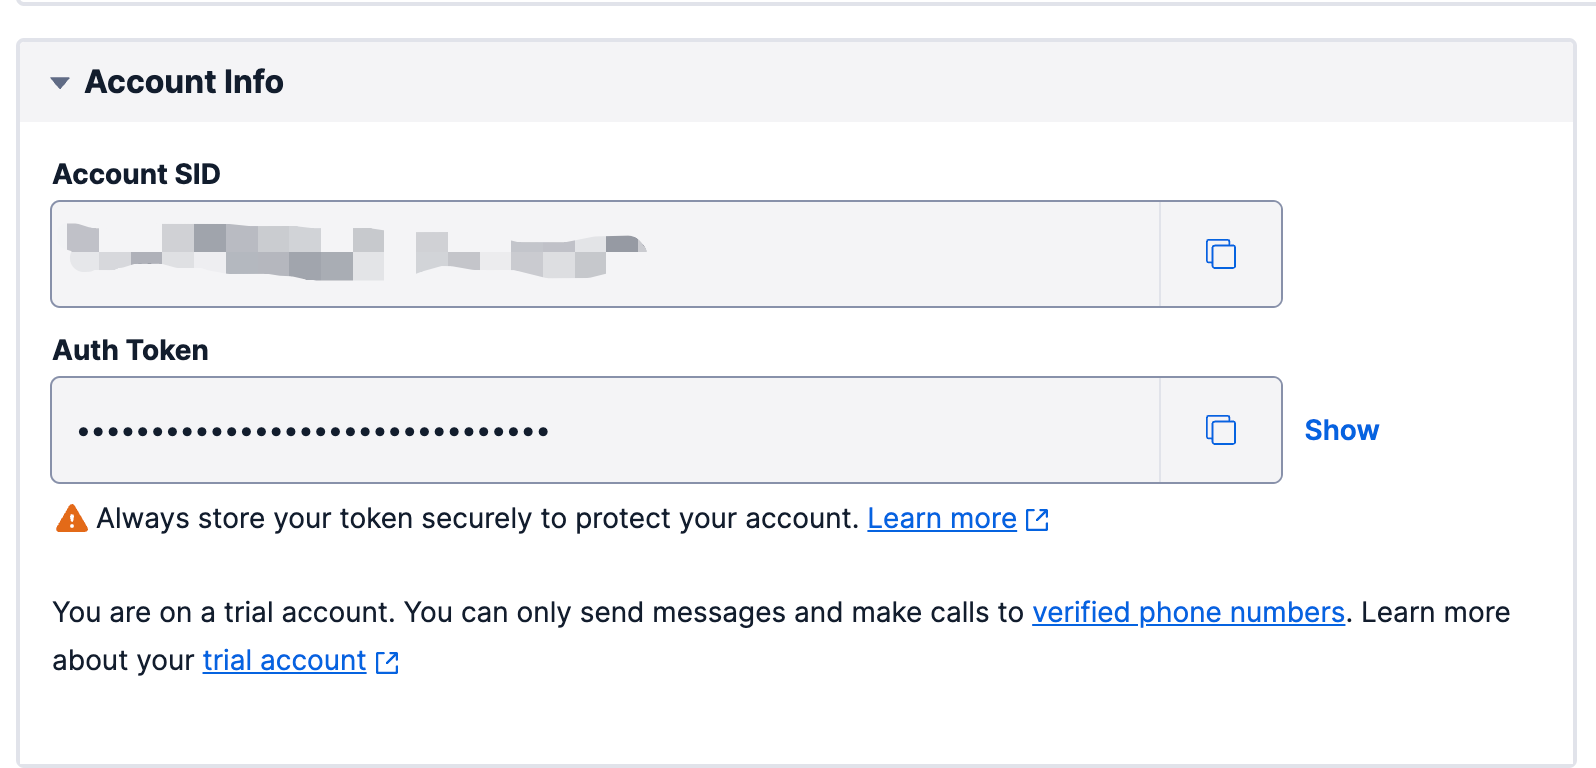 Account Info
Account SID
Auth Token
••••••••••••••••••••••••••••••••
Show
Always store your token securely to protect your account. Learn more
You are on a trial account. You can only send messages and make calls to verified phone numbers. Learn more
about your trial account